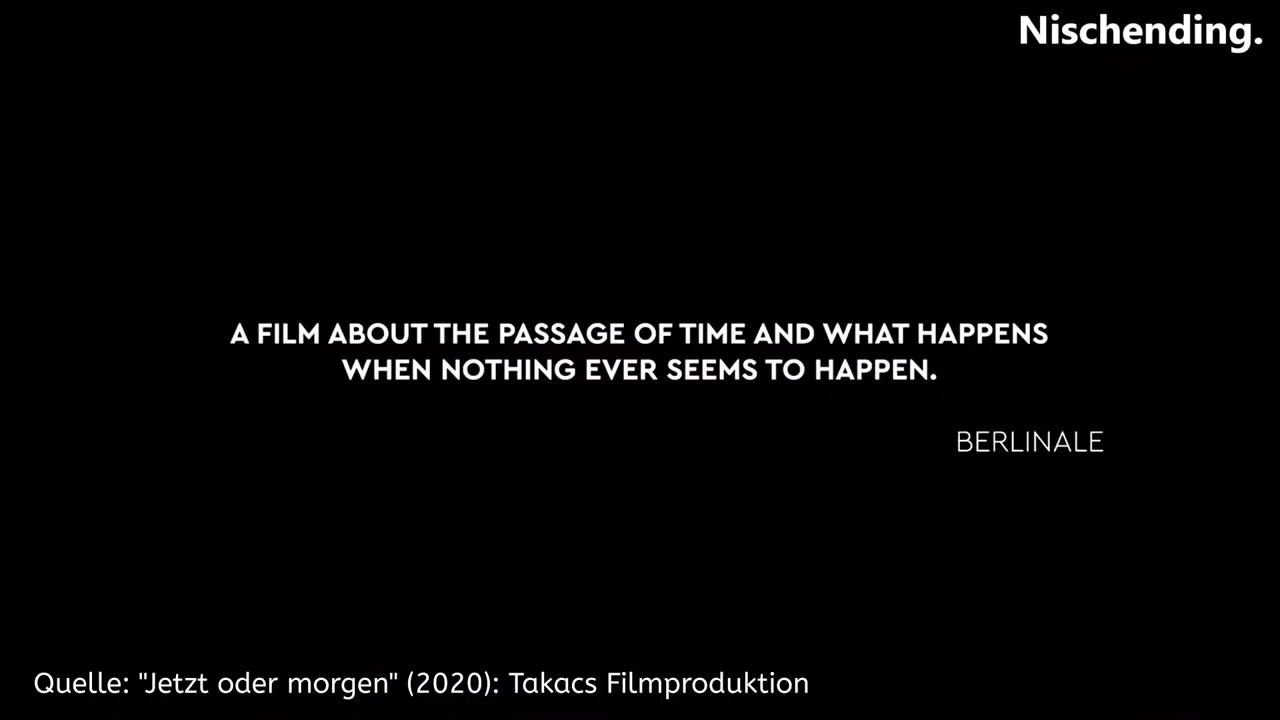 Nischending.
A FILM ABOUT THE PASSAGE OF TIME AND WHAT HAPPENS
WHEN NOTHING EVER SEEMS TO HAPPEN.
BERLINALE
Quelle: "Jetzt oder morgen" (2020): Takacs Filmproduktion